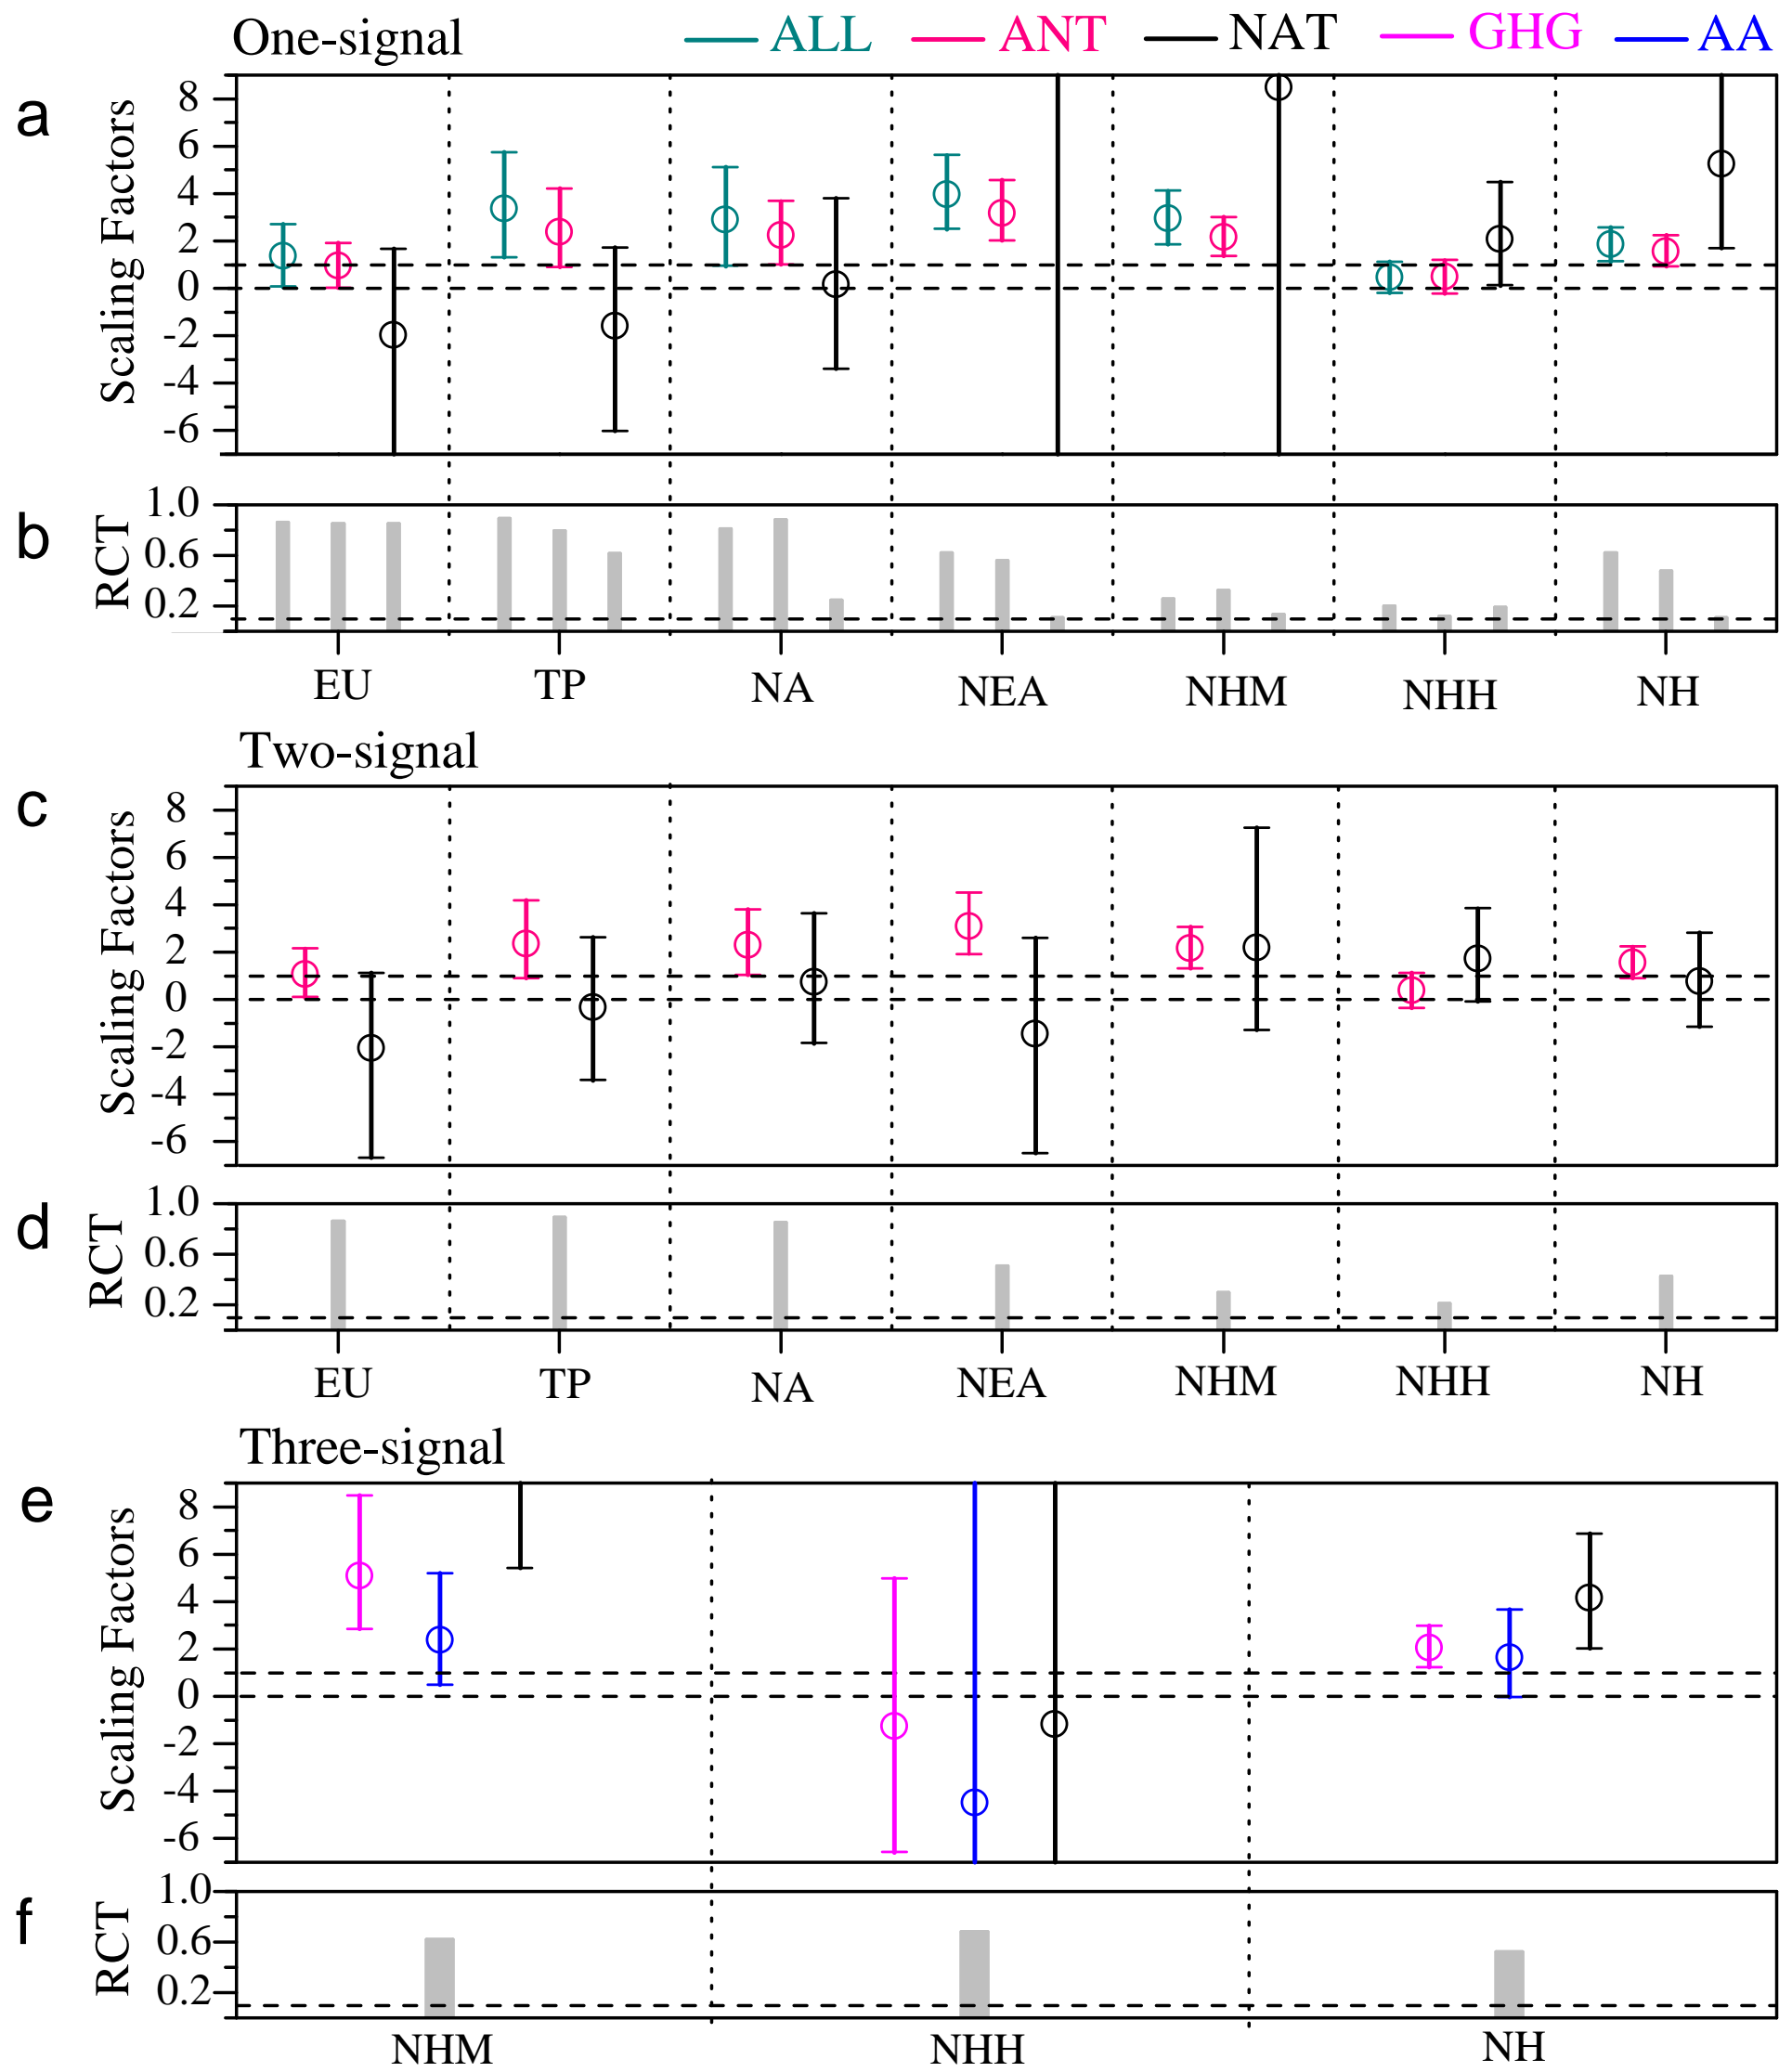 One-signal ALL ANT NAT GHG AA
a
Scaling Factors
8
6
4
2
0
-2
-4
-6
b
RCT
1.0
0.6
0.2
EU TP NA NEA NHM NHH NH
Two-signal
c
Scaling Factors
8
6
4
2
0
-2
-4
-6
d
RCT
1.0
0.6
0.2
EU TP NA NEA NHM NHH NH
Three-signal
e
Scaling Factors
8
6
4
2
0
-2
-4
-6
f
RCT
1.0
0.6
0.2
NHM NHH NH